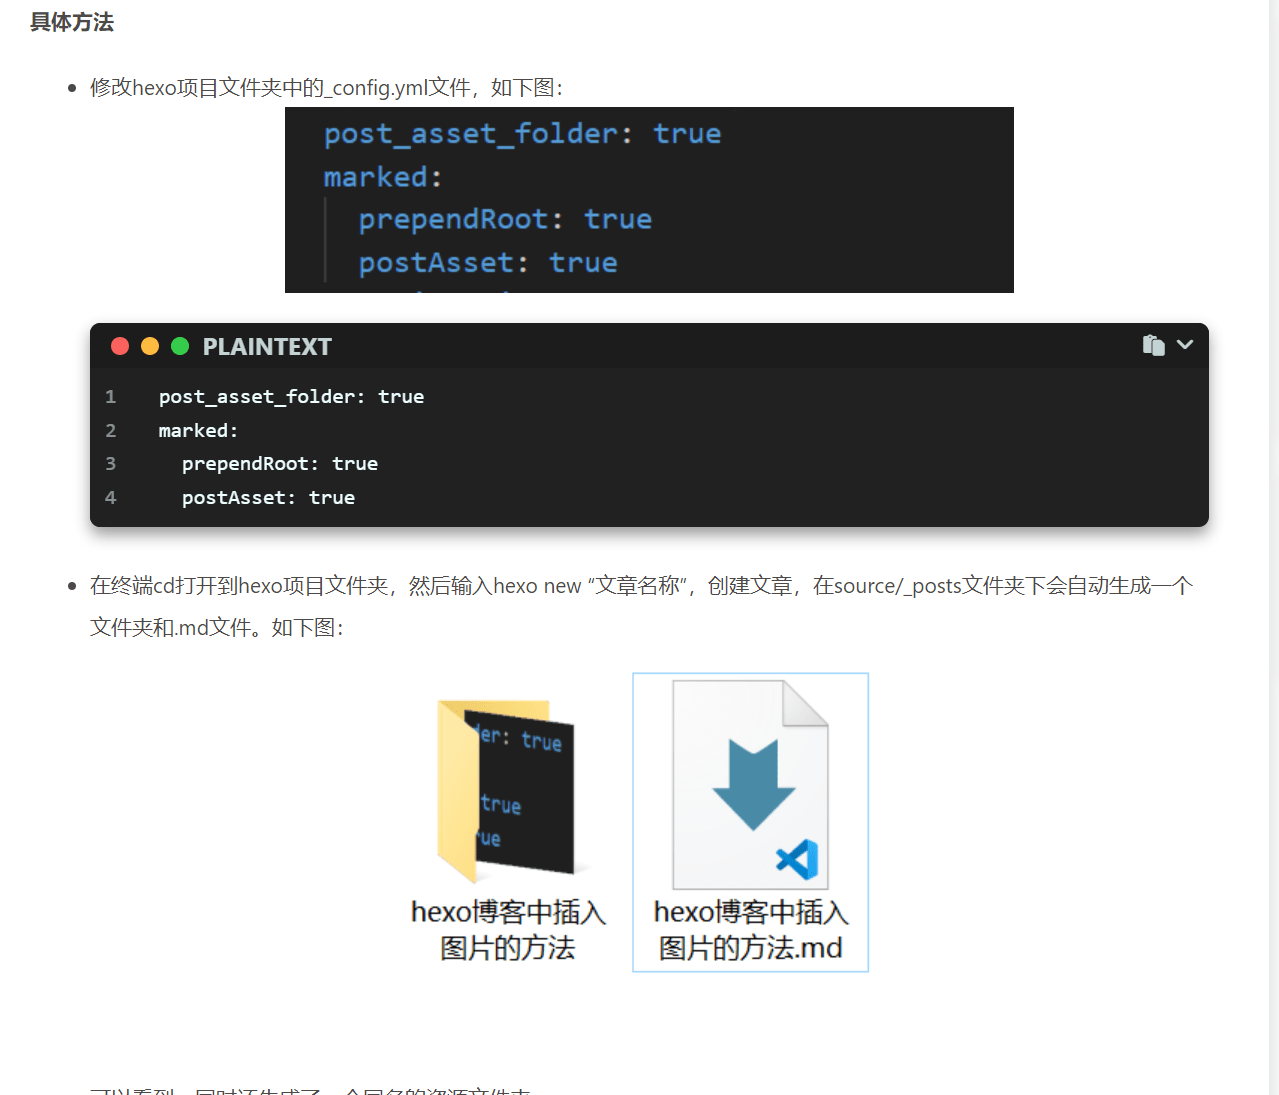 具体方法
修改hexo项目文件夹中的_config.yml文件，如下图：
post_asset_folder: true
marked:
prependRoot: true
postAsset: true
PLAINTEXT
1 post_asset_folder: true
2 marked:
3 prependRoot: true
4 postAsset: true
在终端cd打开到hexo项目文件夹，然后输入hexo new “文章名称”，创建文章，在source/_posts文件夹下会自动生成一个
文件夹和.md文件。如下图：
der: true
true
rue
hexo博客中插入
图片的方法
hexo博客中插入
图片的方法.md